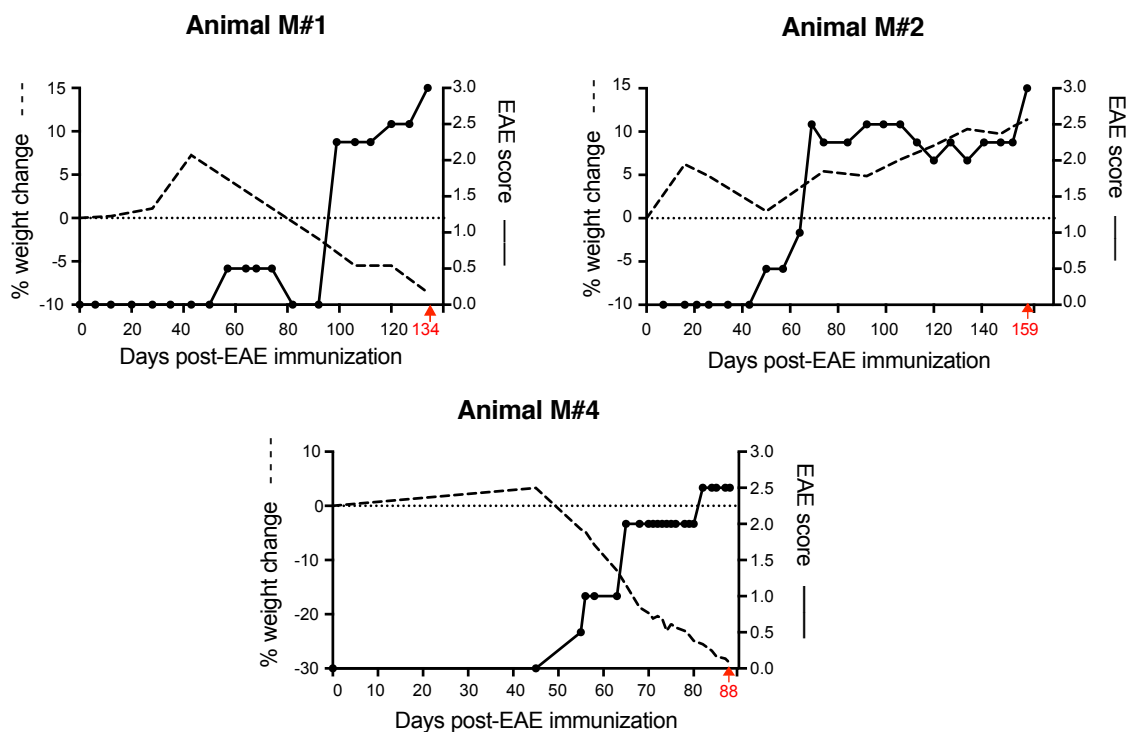 Animal M#1
% weight change
15
10
5
0
-5
-10
3.0
2.5
2.0
1.5
1.0
0.5
0.0
EAE score
0 20 40 60 80 100 120 134
Days post-EAE immunization
Animal M#2
% weight change
15
10
5
0
-5
-10
3.0
2.5
2.0
1.5
1.0
0.5
0.0
EAE score
0 20 40 60 80 100 120 140 159
Days post-EAE immunization
Animal M#4
% weight change
10
0
-10
-20
-30
3.0
2.5
2.0
1.5
1.0
0.5
0.0
EAE score
0 10 20 30 40 50 60 70 80 88
Days post-EAE immunization